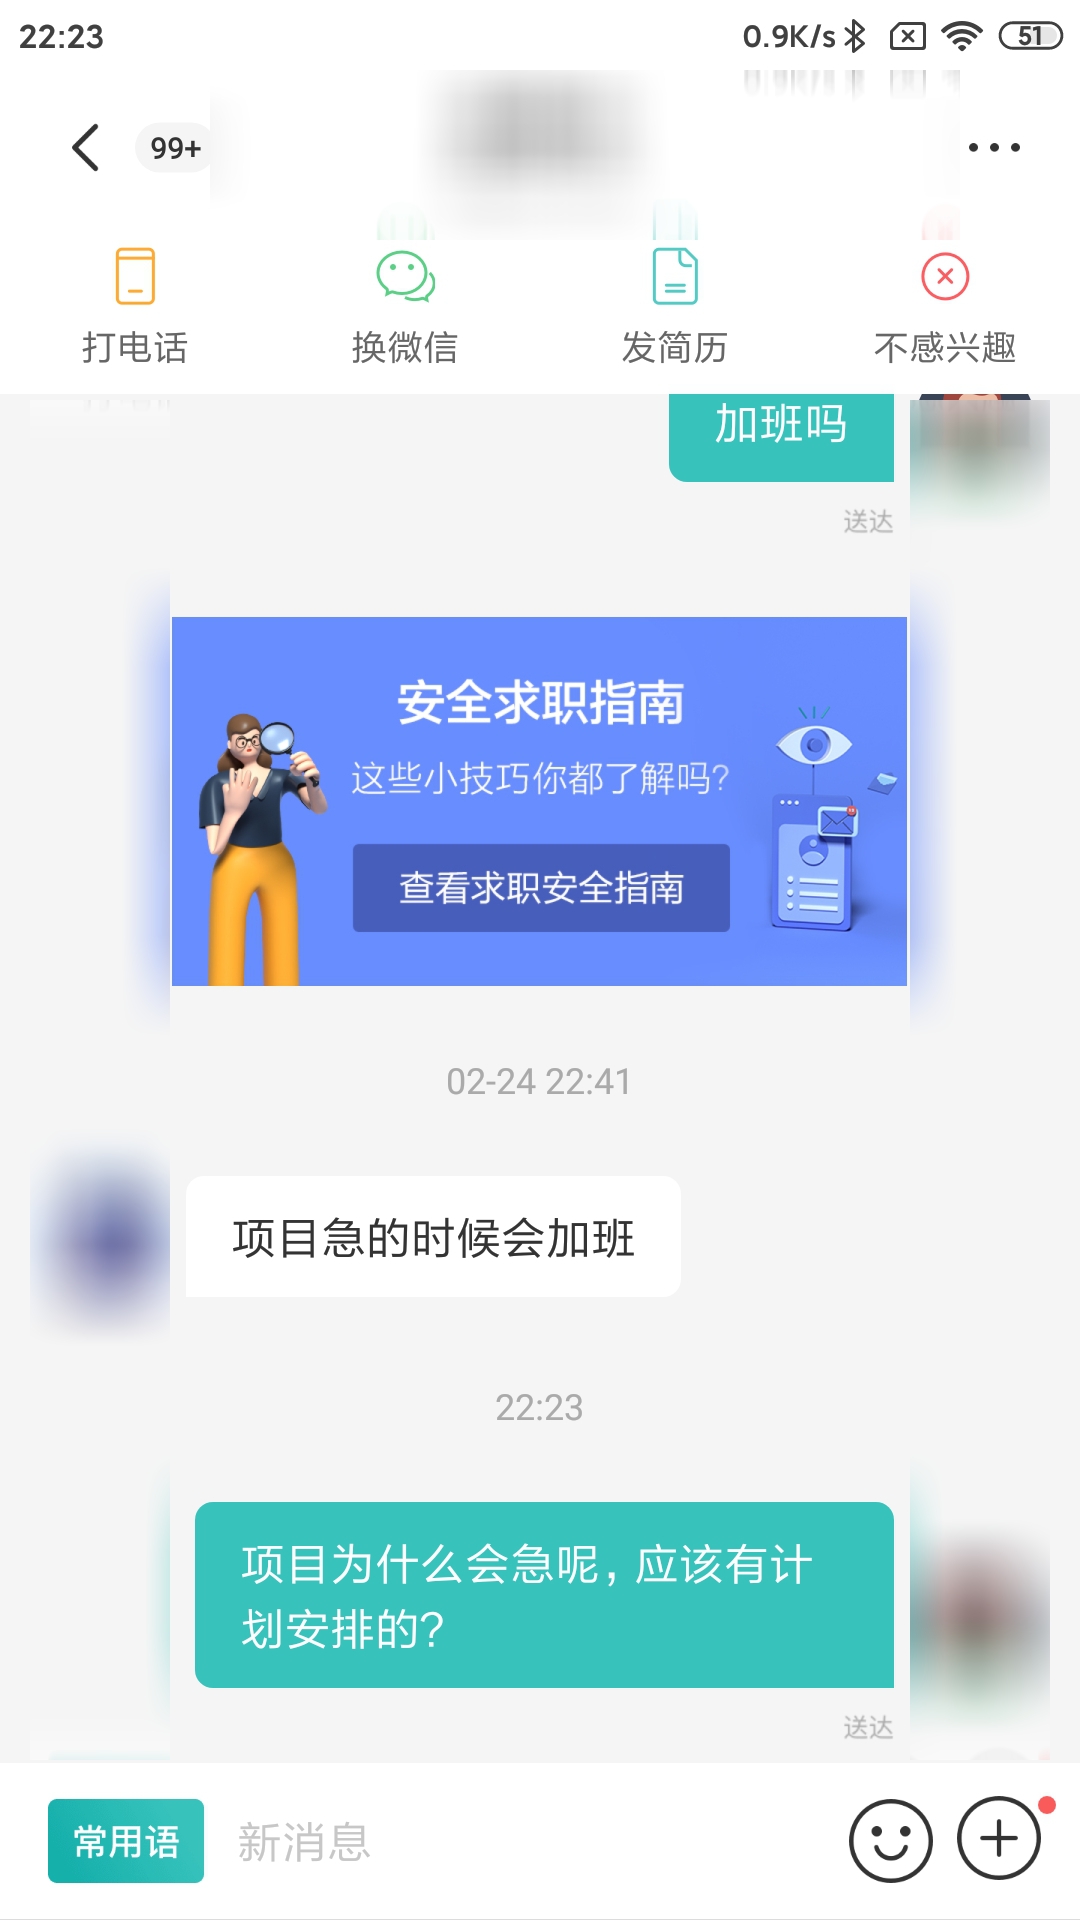 22:23
0.9K/s
51
99+
打电话
换微信
发简历
不感兴趣
加班吗
送达
安全求职指南
这些小技巧你都了解吗?
查看求职安全指南
02-24 22:41
项目急的时候会加班
22:23
项目为什么会急呢，应该有计
划安排的?
送达
常用语
新消息